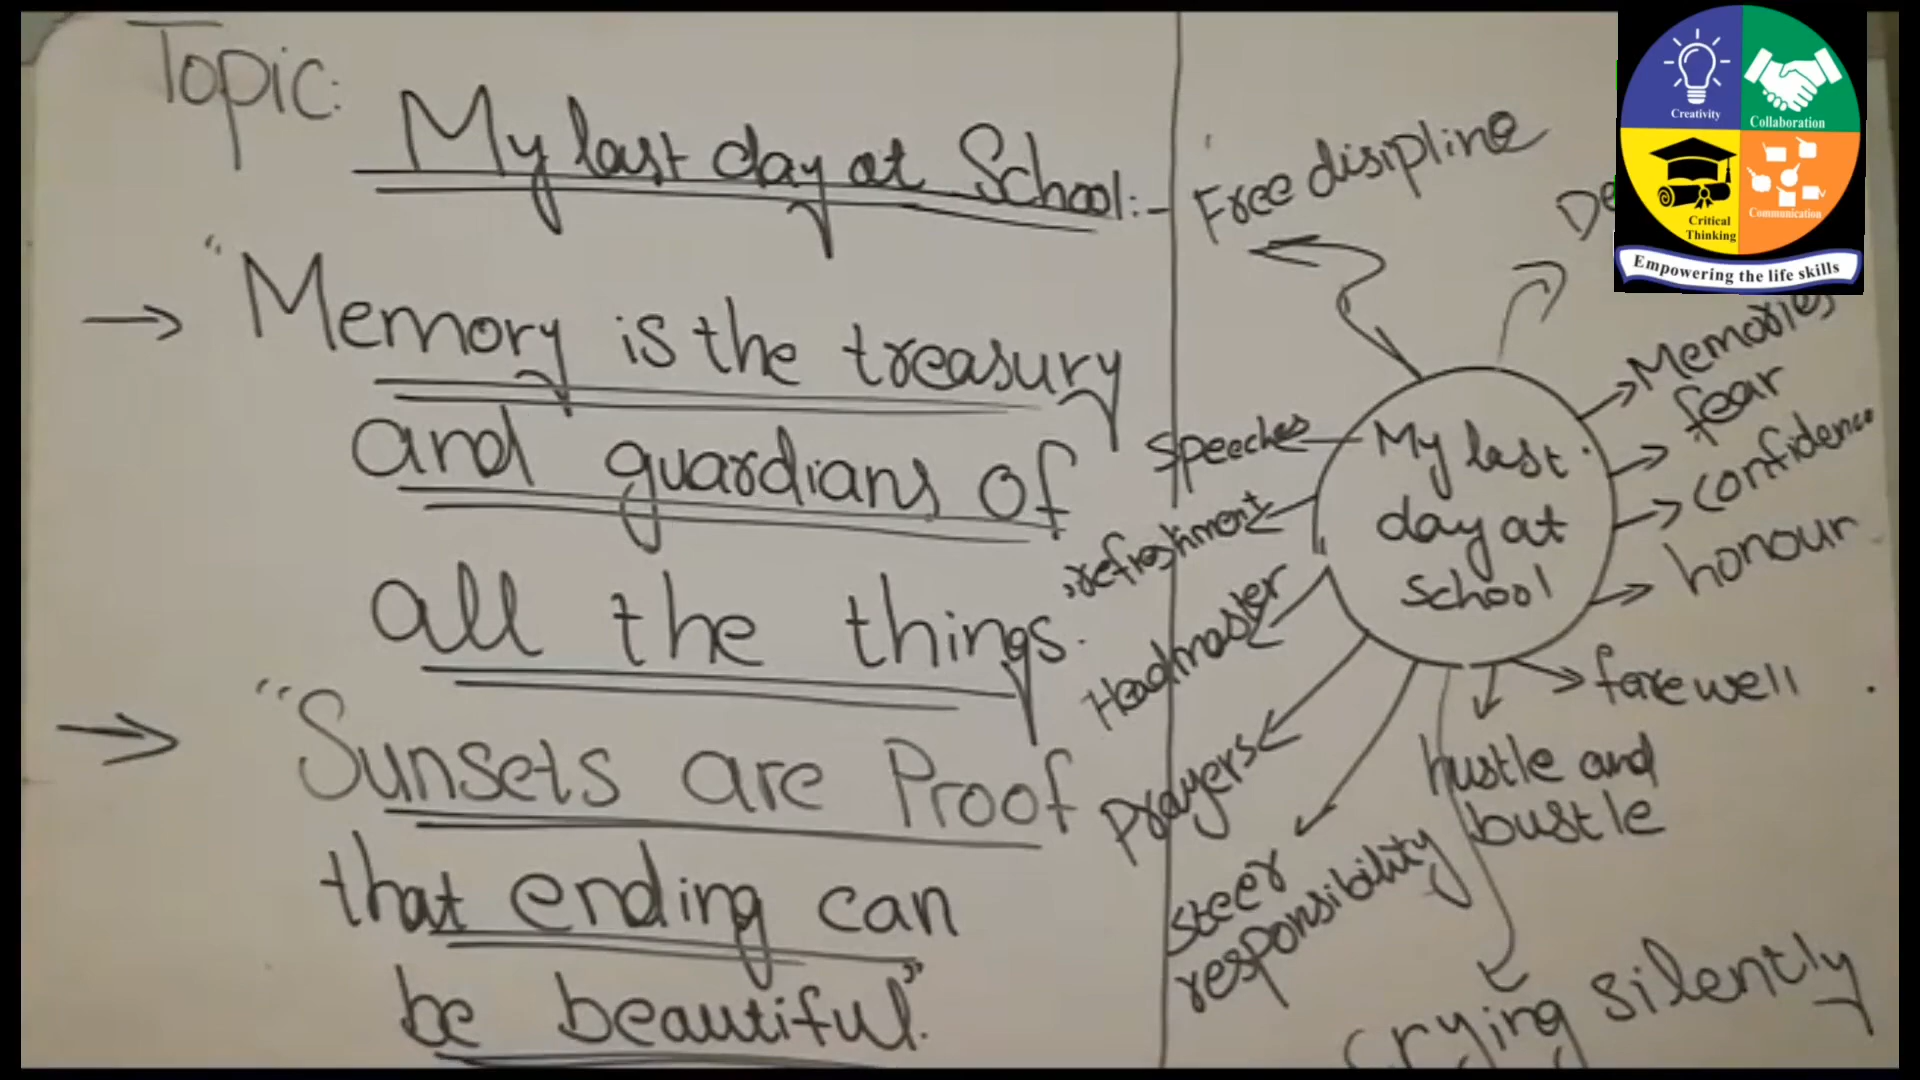 Topic:
My last day at School:-
→ "Memory is the treasury
and guardians of
all the things."
→ "Sunsets are Proof
that ending can
be beautiful."
Free disipline
Memories
fear
confidence
honour
farewell
hustle and
bustle
crying silently
Steer
responsibility
Prayers
Headmaster
refreshment
Speeches
My last
day at
School
Creativity
Collaboration
Critical
Thinking
Communication
Empowering the life skills